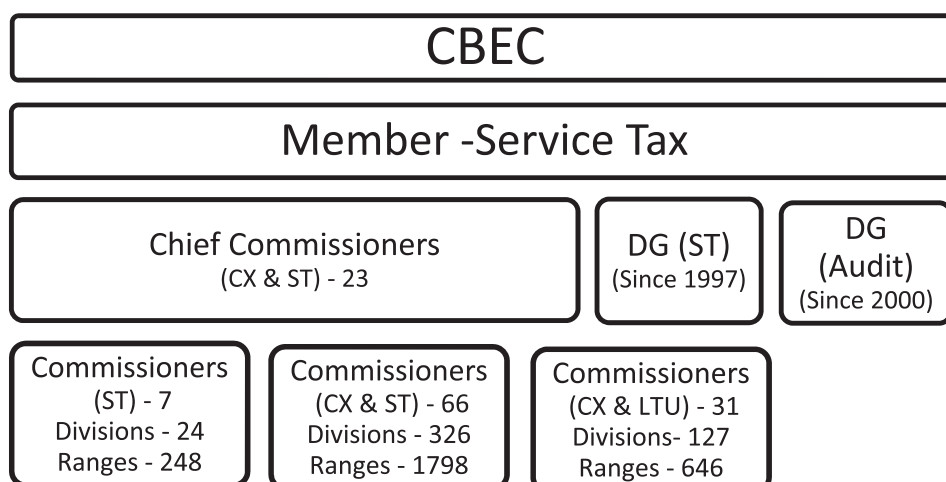 CBEC
Member -Service Tax
Chief Commissioners
(CX & ST) - 23
DG (ST)
(Since 1997)
DG
(Audit)
(Since 2000)
Commissioners
(ST) - 7
Divisions - 24
Ranges - 248
Commissioners
(CX & ST) - 66
Divisions - 326
Ranges - 1798
Commissioners
(CX & LTU) - 31
Divisions- 127
Ranges - 646